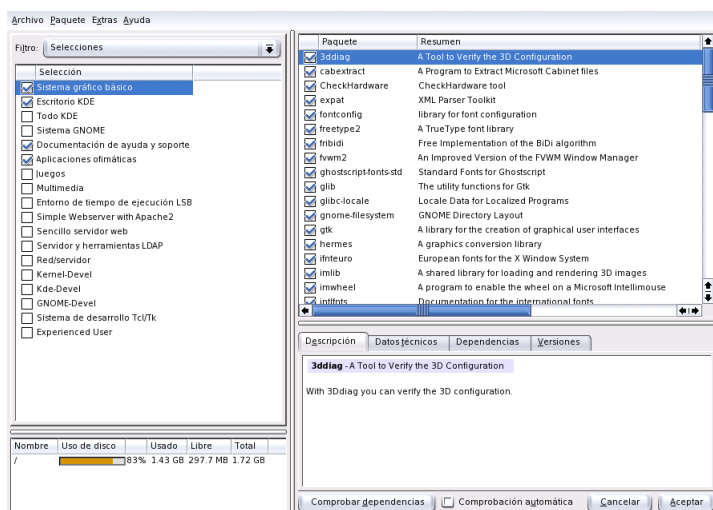 Archivo Paquete Extras Ayuda
Filtro: Selecciones
Selección
Sistema gráfico básico
Escritorio KDE
Todo KDE
Sistema GNOME
Documentación de ayuda y soporte
Aplicaciones ofimáticas
Juegos
Multimedia
Entorno de tiempo de ejecución LSB
Simple Webserver with Apache2
Sencillo servidor web
Servidor y herramientas LDAP
Red/servidor
Kernel-Devel
Kde-Devel
GNOME-Devel
Sistema de desarrollo Tcl/Tk
Experienced User
Nombre Uso de disco Usado Libre Total
/ 83% 1.43 GB 297.7 MB 1.72 GB
Paquete Resumen
3ddiag A Tool to Verify the 3D Configuration
cabextract A Program to Extract Microsoft Cabinet files
CheckHardware CheckHardware tool
expat XML Parser Toolkit
fontconfig library for font configuration
freetype2 A TrueType font library
fribidi Free Implementation of the BiDi algorithm
fvwm2 An Improved Version of the FVWM Window Manager
ghostscript-fonts-std Standard Fonts for Ghostscript
glib The utility functions for Gtk
glibc-locale Locale Data for Localized Programs
gnome-filesystem GNOME Directory Layout
gtk A library for the creation of graphical user interfaces
hermes A graphics conversion library
ifnteuro European fonts for the X Window System
imlib A shared library for loading and rendering 3D images
imwheel A program to enable the wheel on a Microsoft Intellimouse
intlfnts Documentation for the international fonts
Descripción Datos técnicos Dependencias Versiones
3ddiag - A Tool to Verify the 3D Configuration
With 3Ddiag you can verify the 3D configuration.
Comprobar dependencias Comprobación automática Cancelar Aceptar